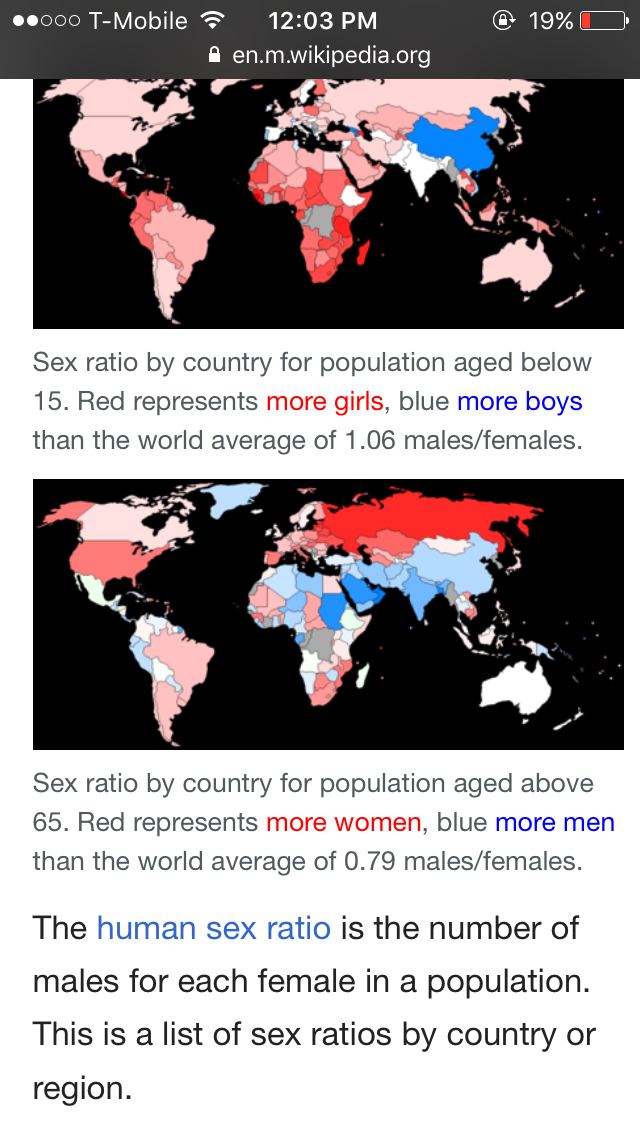 T-Mobile 12:03 PM 19%
en.m.wikipedia.org
Sex ratio by country for population aged below
15. Red represents more girls, blue more boys
than the world average of 1.06 males/females.
Sex ratio by country for population aged above
65. Red represents more women, blue more men
than the world average of 0.79 males/females.
The human sex ratio is the number of
males for each female in a population.
This is a list of sex ratios by country or
region.